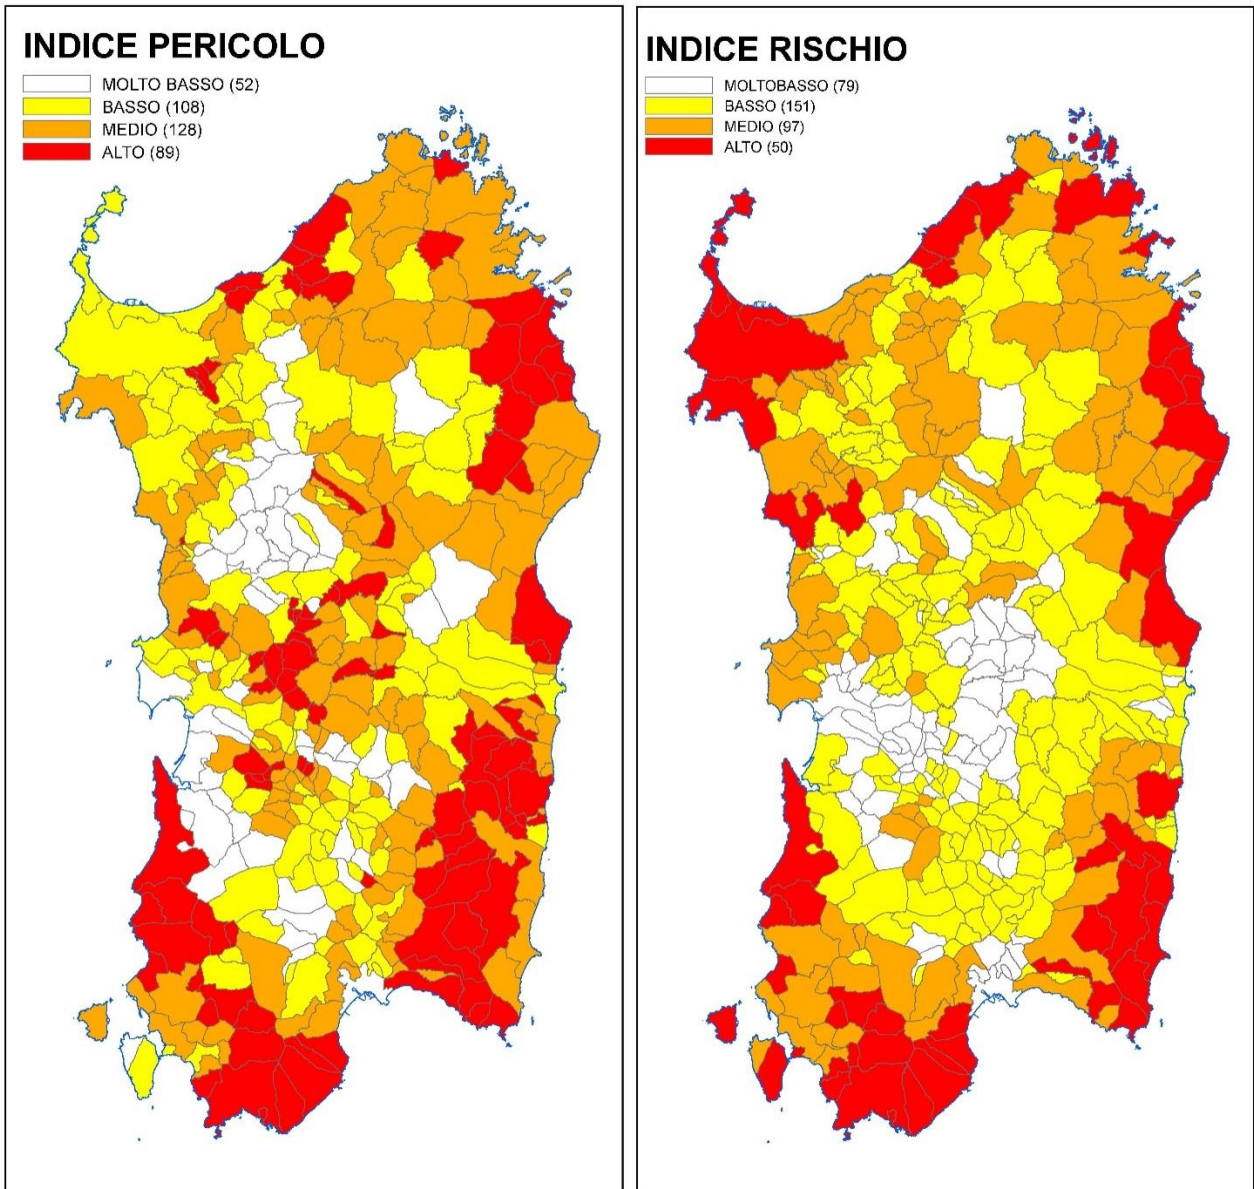 INDICE PERICOLO
MOLTO BASSO (52)
BASSO (108)
MEDIO (128)
ALTO (89)
INDICE RISCHIO
MOLTOBASSO (79)
BASSO (151)
MEDIO (97)
ALTO (50)